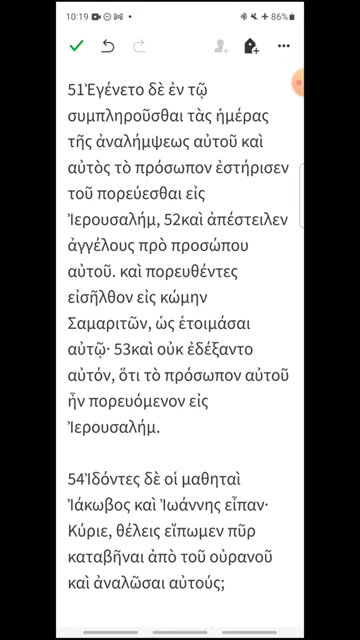 10:19
86%
51Ἐγένετο δὲ ἐν τῷ
συμπληροῦσθαι τὰς ἡμέρας
τῆς ἀναλήμψεως αὐτοῦ καὶ
αὐτὸς τὸ πρόσωπον ἐστήρισεν
τοῦ πορεύεσθαι εἰς
Ἰερουσαλήμ, 52καὶ ἀπέστειλεν
ἀγγέλους πρὸ προσώπου
αὐτοῦ. καὶ πορευθέντες
εἰσῆλθον εἰς κώμην
Σαμαριτῶν, ὡς ἑτοιμάσαι
αὐτῷ· 53καὶ οὐκ ἐδέξαντο
αὐτόν, ὅτι τὸ πρόσωπον αὐτοῦ
ἦν πορευόμενον εἰς
Ἰερουσαλήμ.
54Ἰδόντες δὲ οἱ μαθηταὶ
Ἰάκωβος καὶ Ἰωάννης εἶπαν·
Κύριε, θέλεις εἴπωμεν πῦρ
καταβῆναι ἀπὸ τοῦ οὐρανοῦ
καὶ ἀναλῶσαι αὐτούς;